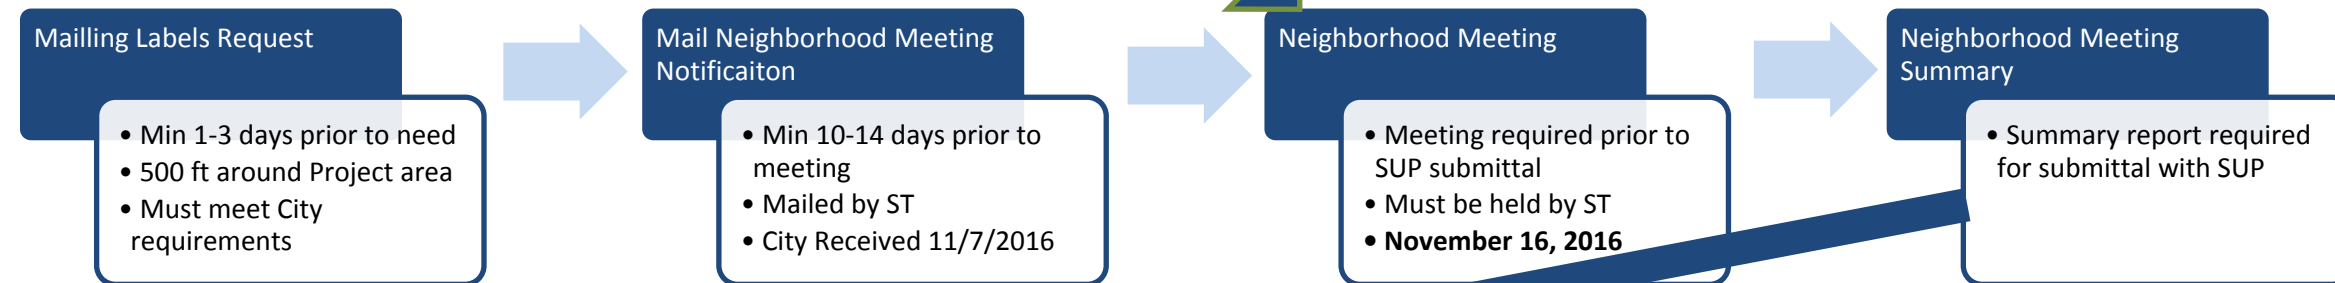 Mailling Labels Request
• Min 1-3 days prior to need
• 500 ft around Project area
• Must meet City
requirements
Mail Neighborhood Meeting
Notificaiton
• Min 10-14 days prior to
meeting
• Mailed by ST
• City Received 11/7/2016
Neighborhood Meeting
• Meeting required prior to
SUP submittal
• Must be held by ST
• November 16, 2016
Neighborhood Meeting
Summary
• Summary report required
for submittal with SUP